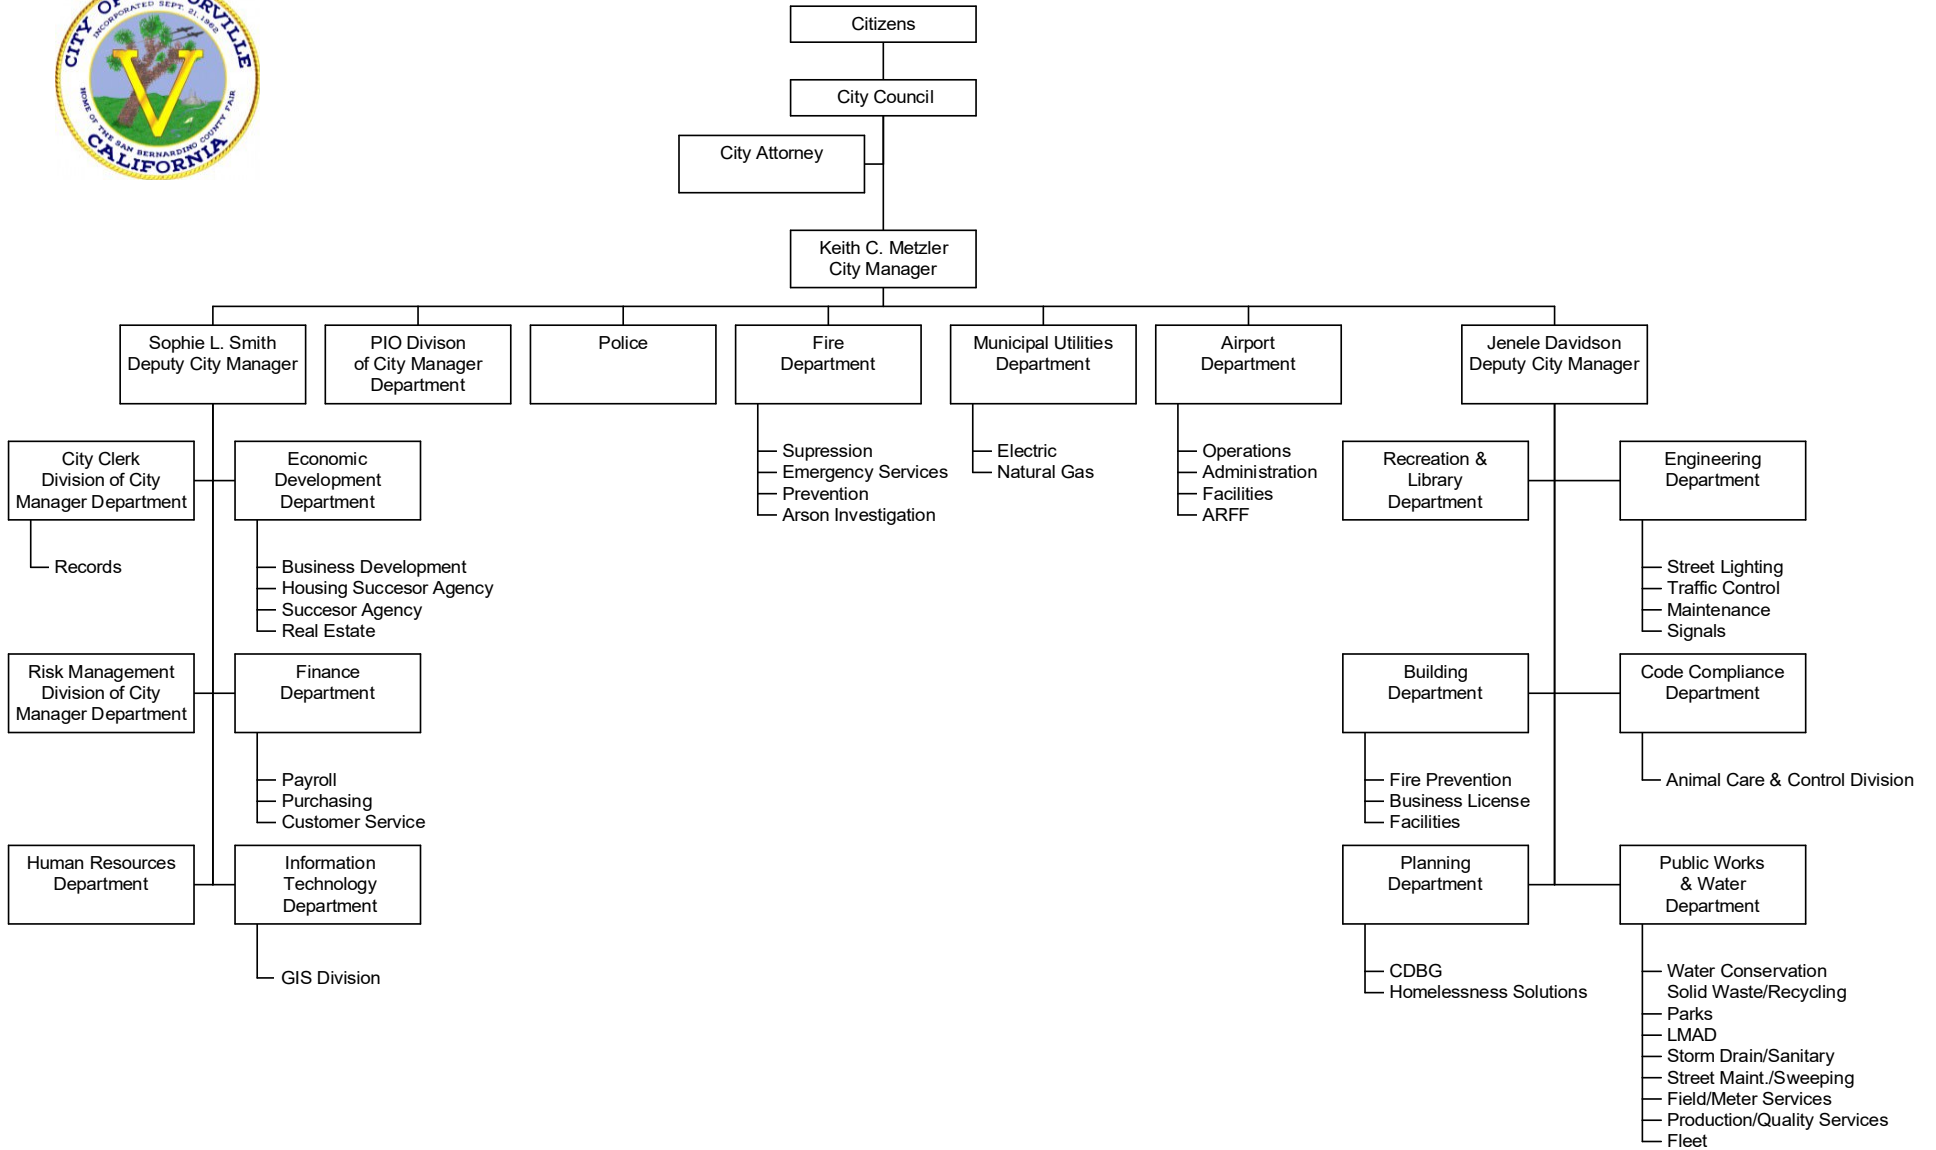 CITY OF
RVILLE
INCORPORATED SEPT. 21, 1962
HOME OF THE SAN BERNARDINO COUNTY FAIR
CALIFORNIA
Citizens
City Council
City Attorney
Keith C. Metzler
City Manager
Sophie L. Smith
Deputy City Manager
PIO Divison
of City Manager
Department
Police
Fire
Department
Municipal Utilities
Department
Airport
Department
Jenele Davidson
Deputy City Manager
City Clerk
Division of City
Manager Department
Records
Economic
Development
Department
Business Development
Housing Succesor Agency
Succesor Agency
Real Estate
Supression
Emergency Services
Prevention
Arson Investigation
Electric
Natural Gas
Operations
Administration
Facilities
ARFF
Recreation &
Library
Department
Engineering
Department
Street Lighting
Traffic Control
Maintenance
Signals
Risk Management
Division of City
Manager Department
Finance
Department
Payroll
Purchasing
Customer Service
Building
Department
Fire Prevention
Business License
Facilities
Code Compliance
Department
Animal Care & Control Division
Human Resources
Department
Information
Technology
Department
GIS Division
Planning
Department
CDBG
Homelessness Solutions
Public Works
& Water
Department
Water Conservation
Solid Waste/Recycling
Parks
LMAD
Storm Drain/Sanitary
Street Maint./Sweeping
Field/Meter Services
Production/Quality Services
Fleet